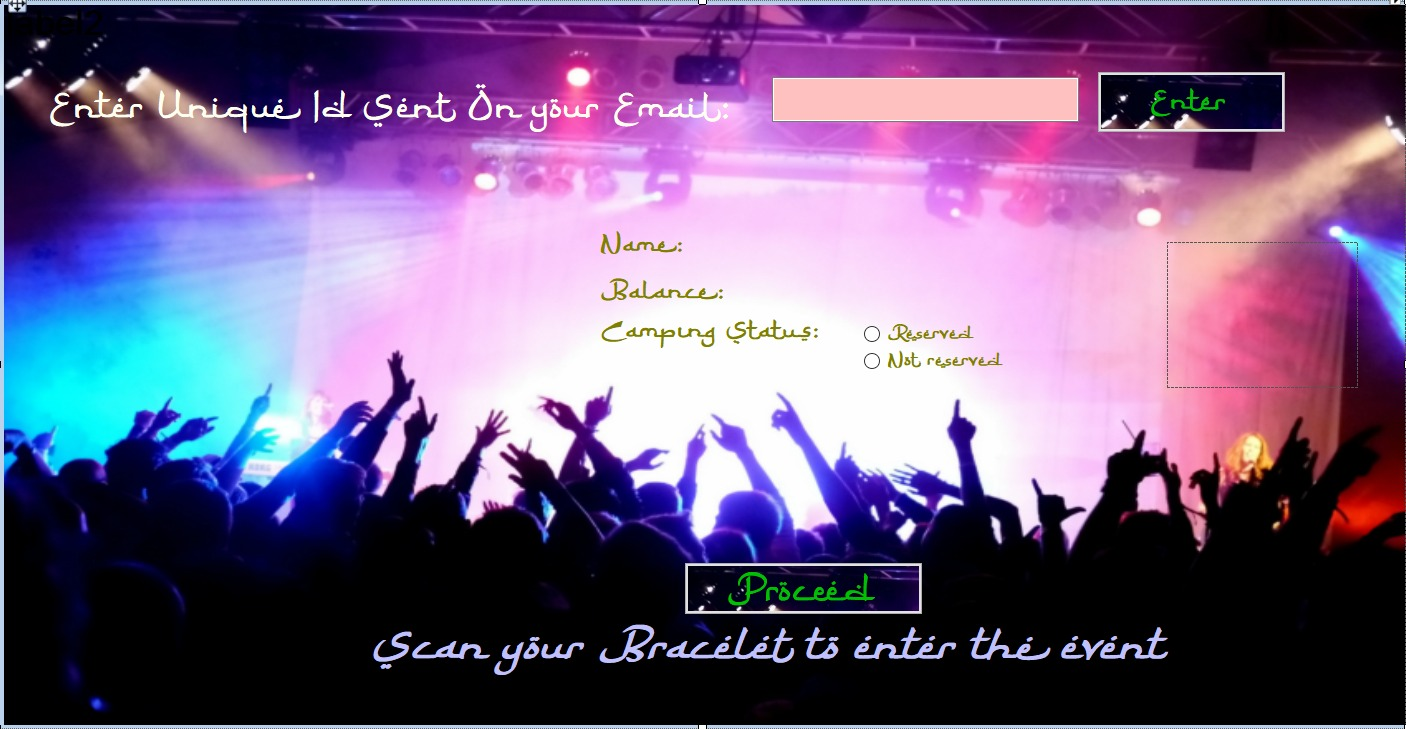 label2
Enter Unique Id Sent On your Email:
Enter
Name:
Balance:
Camping Status:
Reserved
Not reserved
Proceed
Scan your Bracelet to enter the event